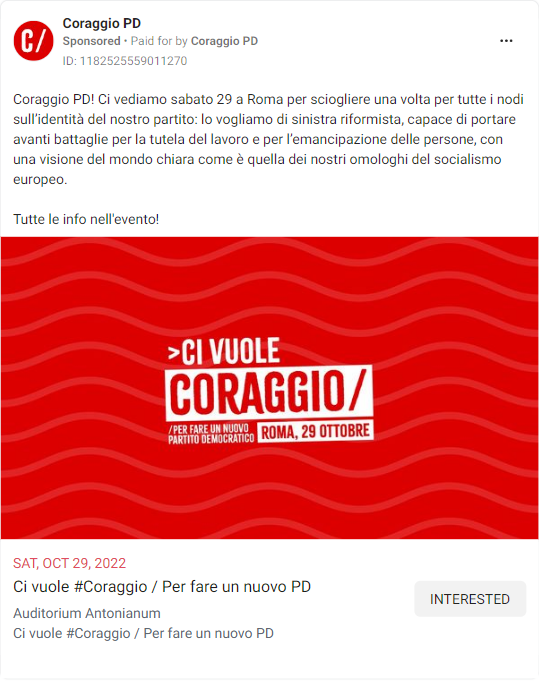 C/
Coraggio PD
Sponsored • Paid for by Coraggio PD
ID: 1182525559011270
Coraggio PD! Ci vediamo sabato 29 a Roma per sciogliere una volta per tutte i nodi
sull'identità del nostro partito: lo vogliamo di sinistra riformista, capace di portare
avanti battaglie per la tutela del lavoro e per l'emancipazione delle persone, con
una visione del mondo chiara come è quella dei nostri omologhi del socialismo
europeo.
Tutte le info nell'evento!
>CI VUOLE
CORAGGIO/
/PER FARE UN NUOVO
PARTITO DEMOCRATICO
ROMA, 29 OTTOBRE
SAT, OCT 29, 2022
Ci vuole #Coraggio / Per fare un nuovo PD
Auditorium Antonianum
Ci vuole #Coraggio / Per fare un nuovo PD
INTERESTED